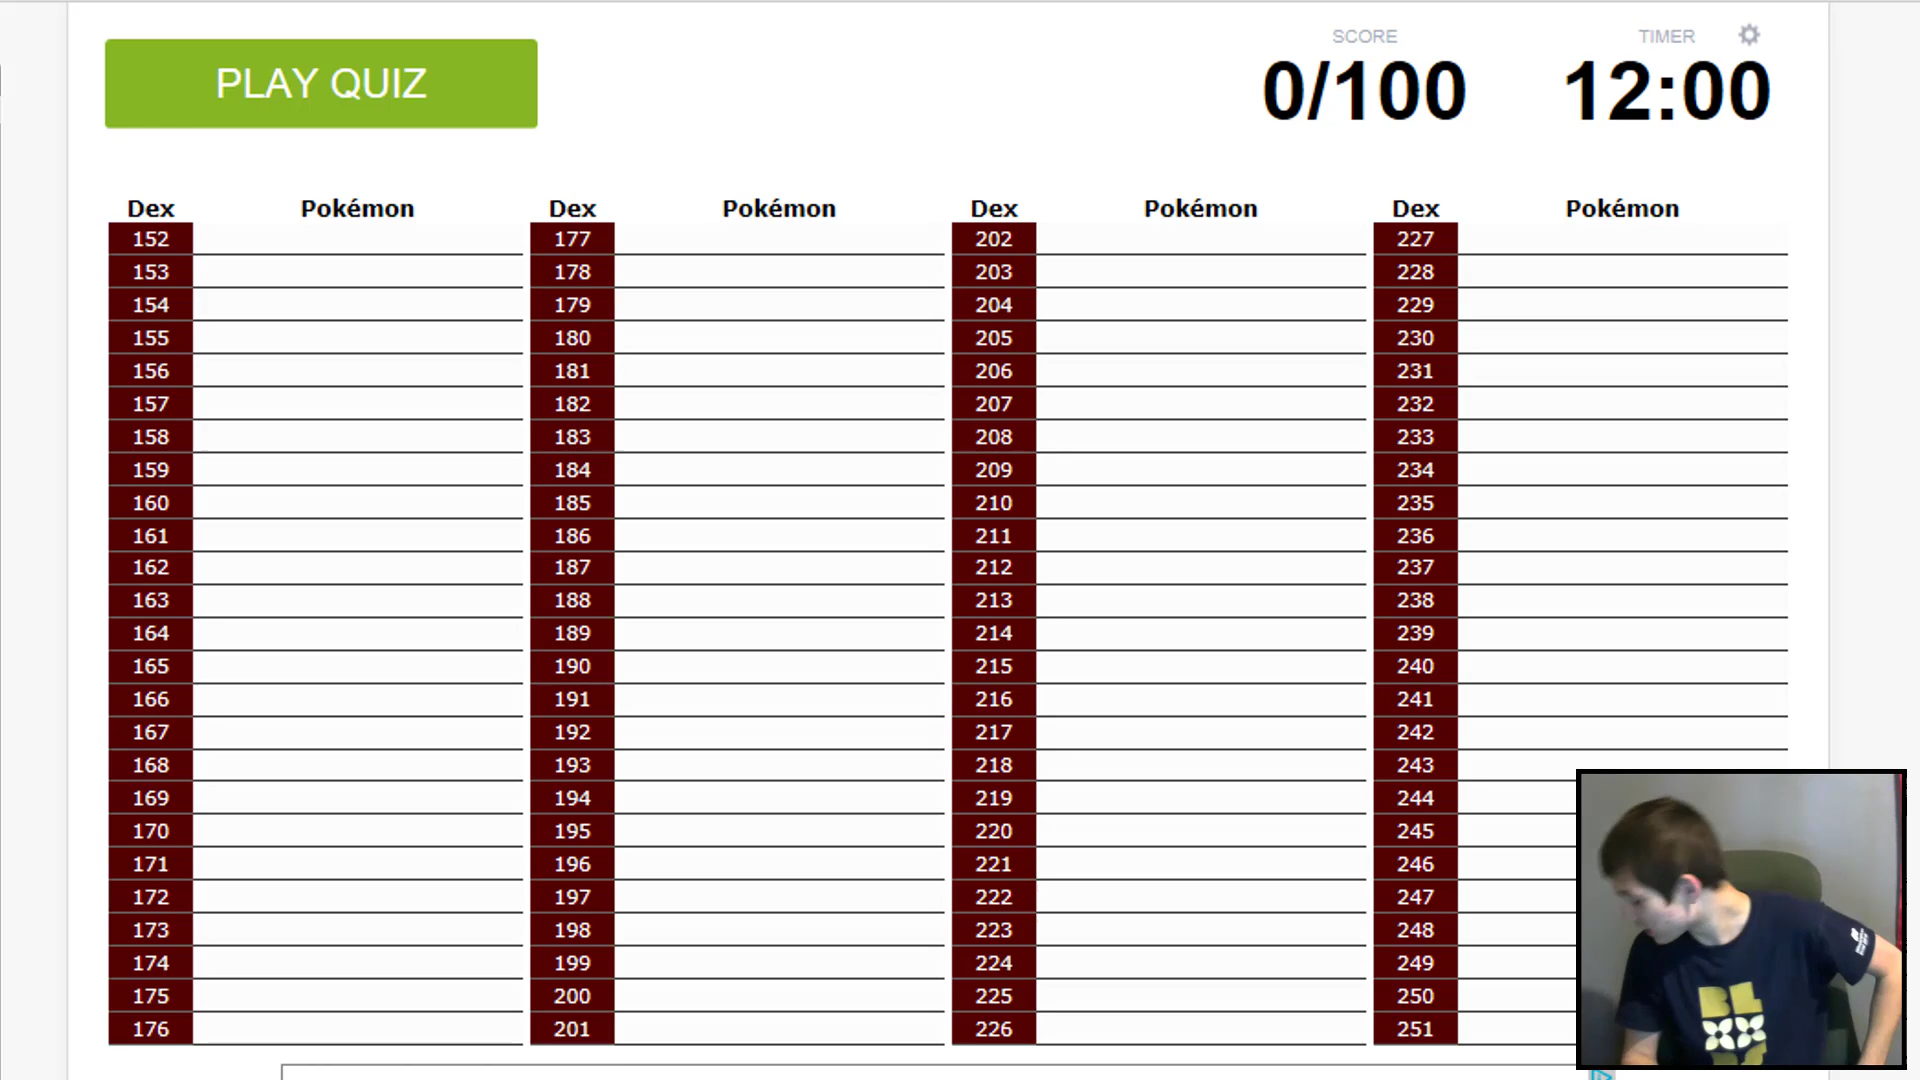 PLAY QUIZ
SCORE
0/100
TIMER
12:00
Dex Pokémon Dex Pokémon Dex Pokémon Dex Pokémon
152 177 202 227
153 178 203 228
154 179 204 229
155 180 205 230
156 181 206 231
157 182 207 232
158 183 208 233
159 184 209 234
160 185 210 235
161 186 211 236
162 187 212 237
163 188 213 238
164 189 214 239
165 190 215 240
166 191 216 241
167 192 217 242
168 193 218 243
169 194 219 244
170 195 220 245
171 196 221 246
172 197 222 247
173 198 223 248
174 199 224 249
175 200 225 250
176 201 226 251
BL